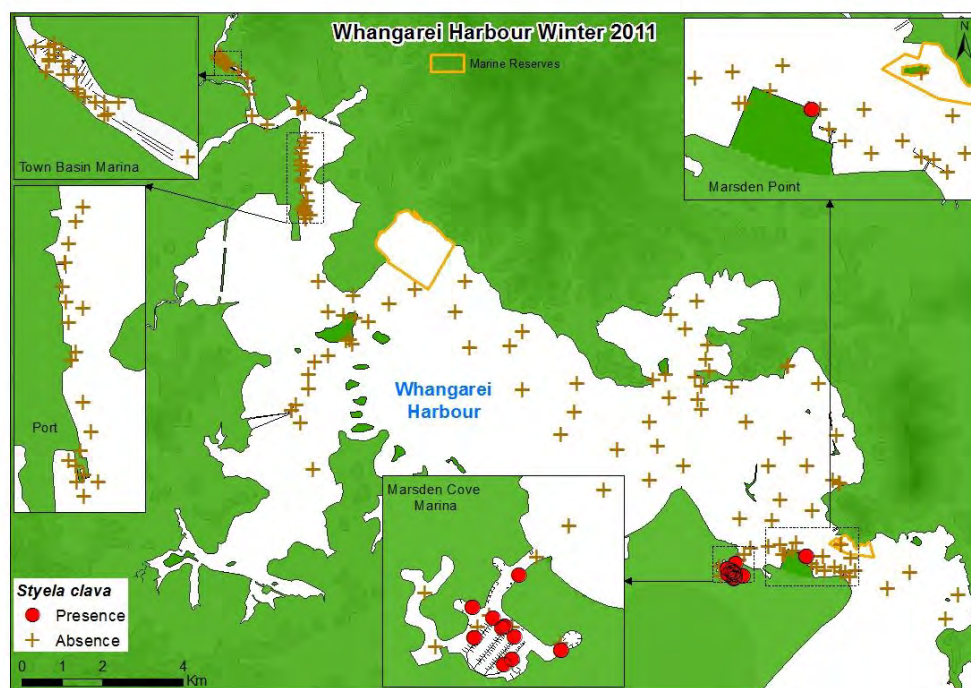 Whangarei Harbour Winter 2011
Marine Reserves
N
Town Basin Marina
Marsden Point
Port
Whangarei
Harbour
Marsden Cove
Marina
Styela clava
Presence
Absence
0 1 2 4
Km